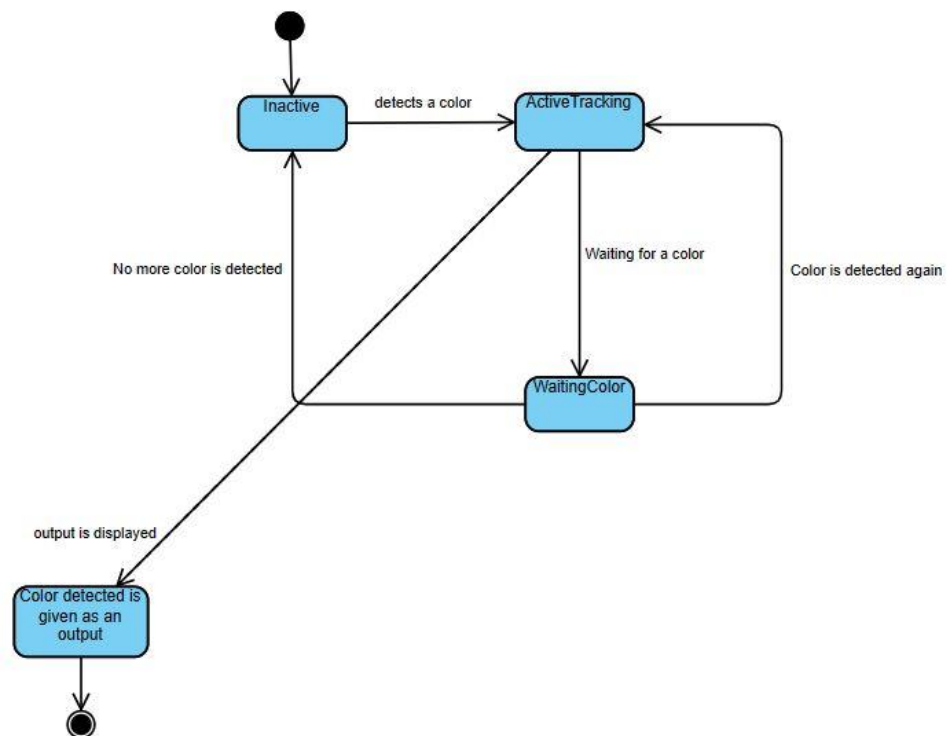 Inactive
detects a color
ActiveTracking
No more color is detected
Waiting for a color
Color is detected again
WaitingColor
output is displayed
Color detected is
given as an
output